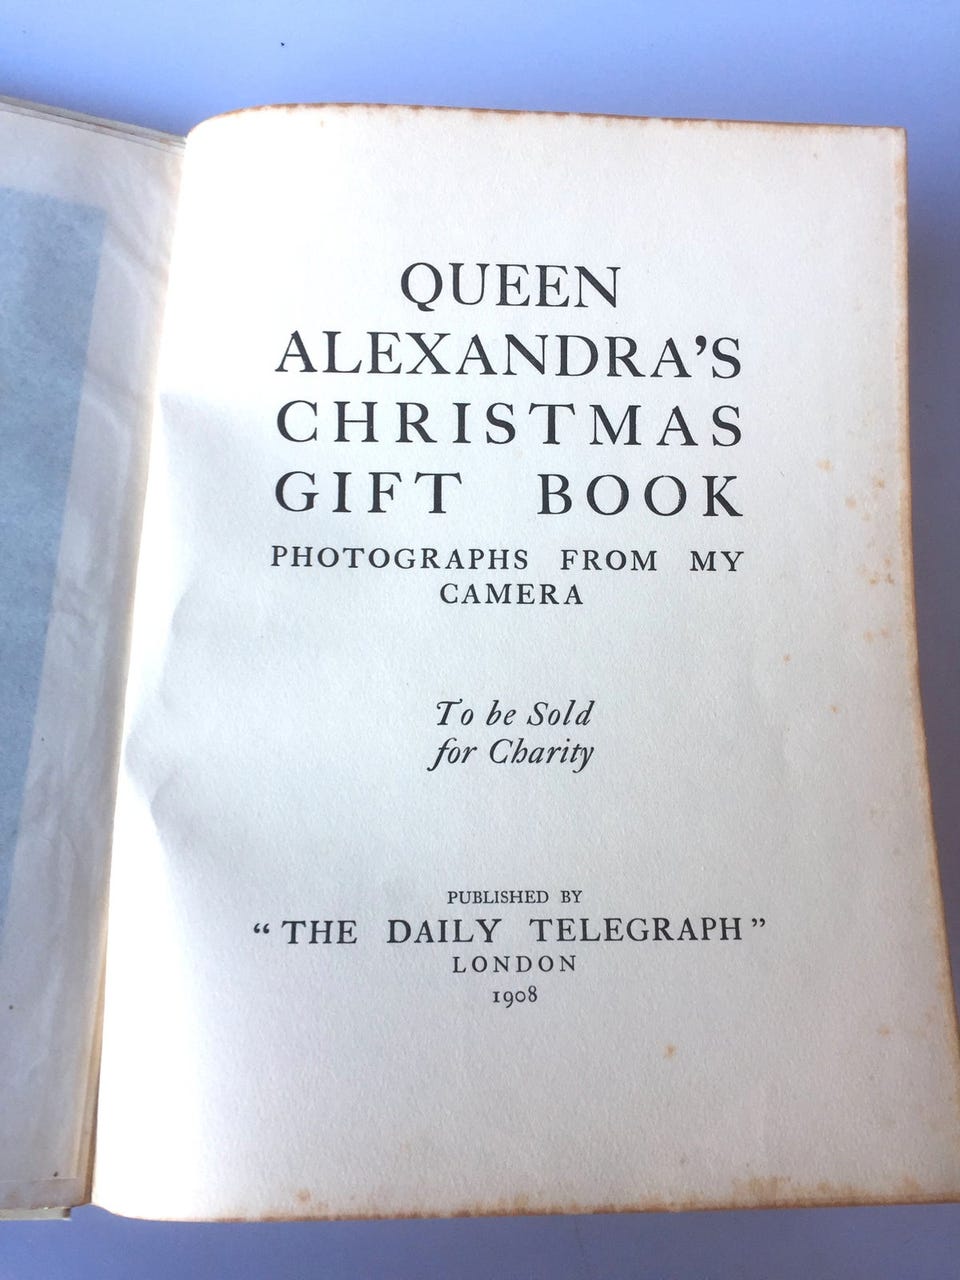 QUEEN
ALEXANDRA'S
CHRISTMAS
GIFT BOOK
PHOTOGRAPHS FROM MY
CAMERA
To be Sold
for Charity
PUBLISHED BY
“THE DAILY TELEGRAPH”
LONDON
1908